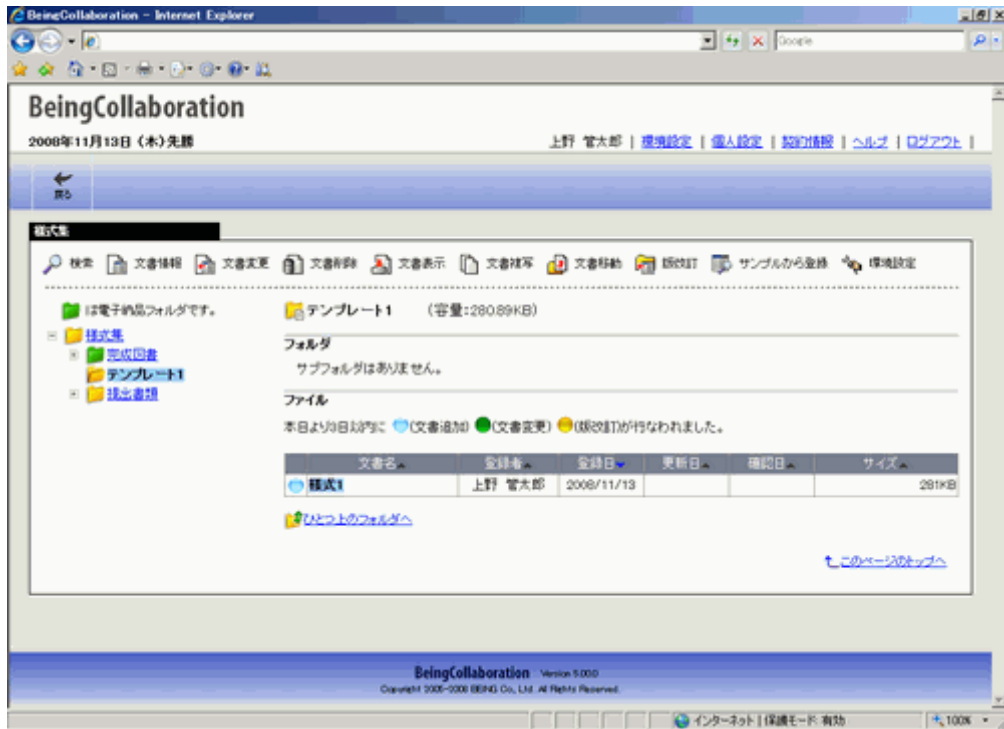 BeingCollaboration - Internet Explorer
Google
BeingCollaboration
2008年11月13日 (木)先勝
上野 管太郎 | 環境設定 | 個人設定 | 契約情報 | ヘルプ | ログアウト |
戻る
様式集
検索 文書情報 文書変更 文書削除 文書表示 文書複写 文書移動 版改訂 サンプルから登録 環境設定
は電子納品フォルダです。
様式集
完成図書
テンプレート1
提出書類
テンプレート1 (容量:280.89KB)
フォルダ
サブフォルダはありません。
ファイル
本日より3日以内に (文書追加) (文書変更) (版改訂)が行なわれました。
文書名 登録者 登録日 更新日 確認日 サイズ
様式1 上野 管太郎 2008/11/13 281KB
ひとつ上のフォルダへ
このページのトップへ
BeingCollaboration Version 5.00.0
Copyright 2005-2008 BEING Co., Ltd. All Rights Reserved.
インターネット | 保護モード: 有効 100%